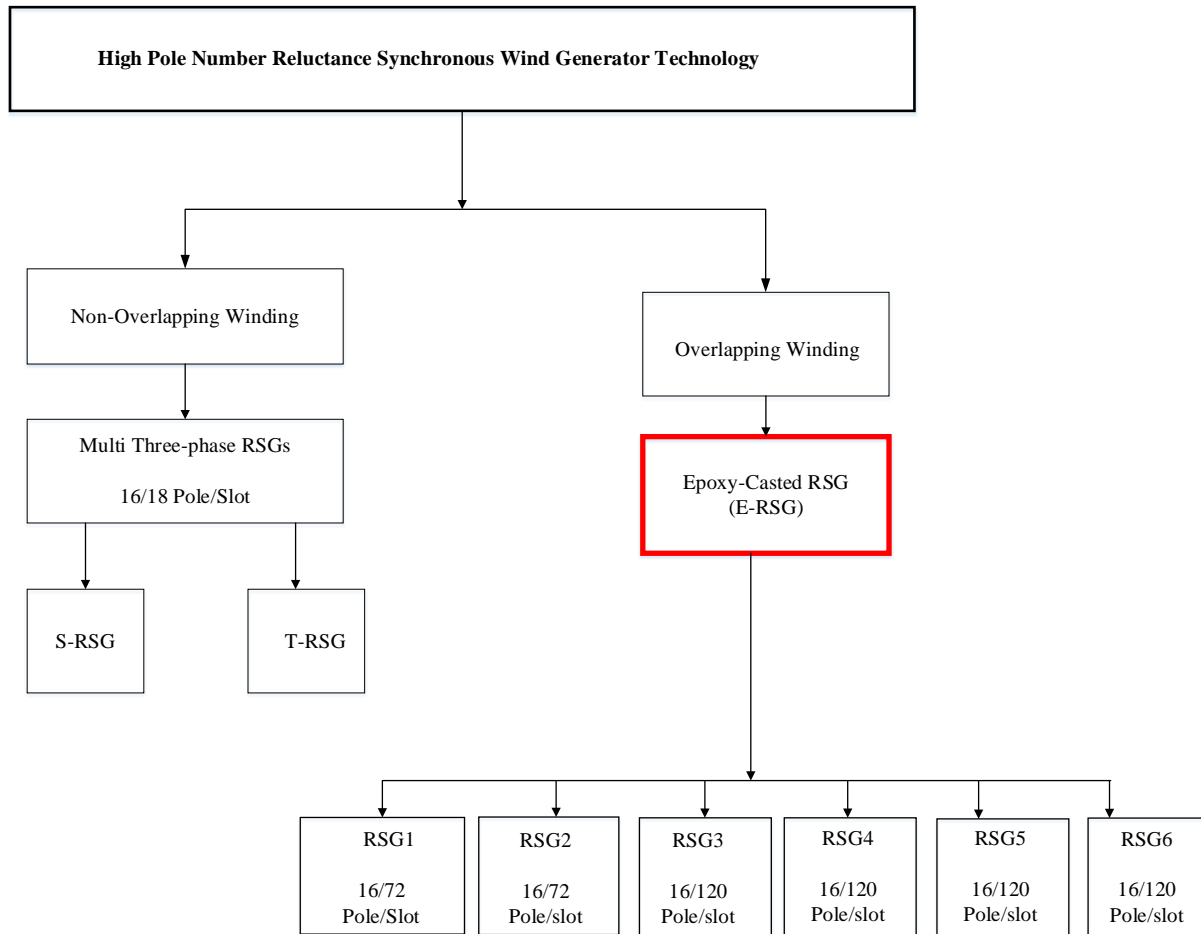 High Pole Number Reluctance Synchronous Wind Generator Technology
Non-Overlapping Winding
Overlapping Winding
Multi Three-phase RSGs
16/18 Pole/Slot
Epoxy-Casted RSG
(E-RSG)
S-RSG
T-RSG
RSG1
16/72
Pole/Slot
RSG2
16/72
Pole/slot
RSG3
16/120
Pole/slot
RSG4
16/120
Pole/slot
RSG5
16/120
Pole/slot
RSG6
16/120
Pole/slot